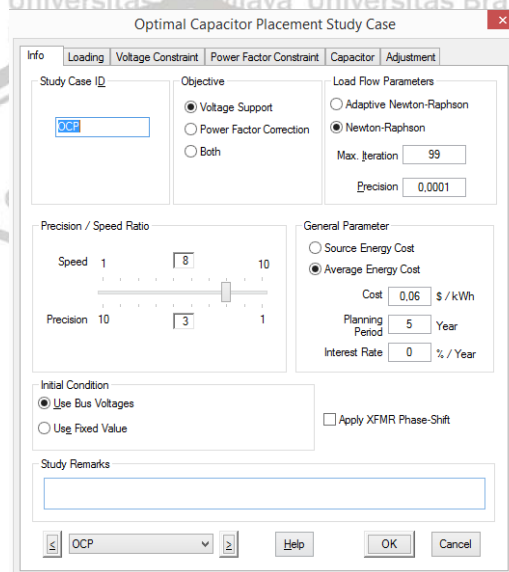 Optimal Capacitor Placement Study Case
Info Loading Voltage Constraint Power Factor Constraint Capacitor Adjustment
Study Case ID
OCP
Objective
Voltage Support
Power Factor Correction
Both
Load Flow Parameters
Adaptive Newton-Raphson
Newton-Raphson
Max. Iteration 99
Precision 0,0001
Precision / Speed Ratio
Speed 1 8 10
Precision 10 3 1
General Parameter
Source Energy Cost
Average Energy Cost
Cost 0,06 $ / kWh
Planning
Period 5 Year
Interest Rate 0 % / Year
Initial Condition
Use Bus Voltages
Use Fixed Value
Apply XFMR Phase-Shift
Study Remarks
< OCP > Help OK Cancel